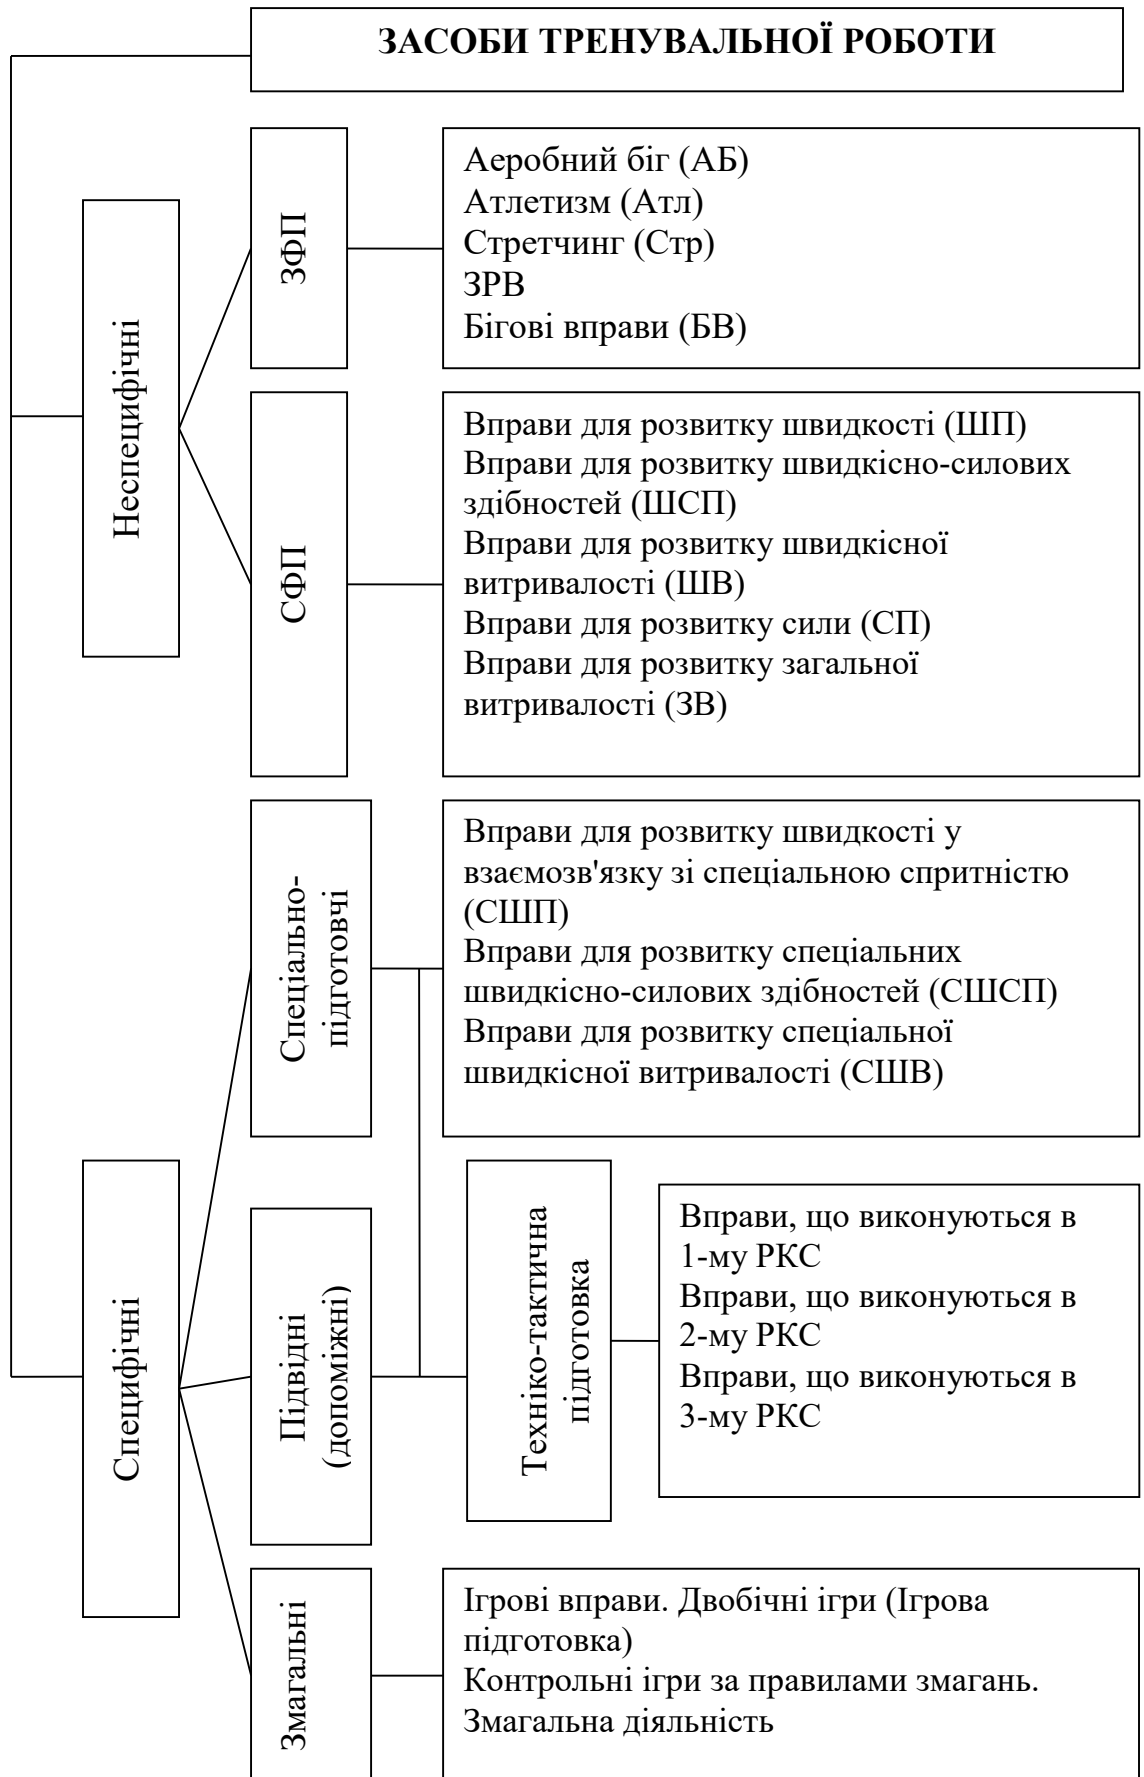 ЗАСОБИ ТРЕНУВАЛЬНОЇ РОБОТИ
Неспецифічні
ЗФП
Аеробний біг (АБ)
Атлетизм (Атл)
Стретчинг (Стр)
ЗРВ
Бігові вправи (БВ)
СФП
Вправи для розвитку швидкості (ШП)
Вправи для розвитку швидкісно-силових
здібностей (ШСП)
Вправи для розвитку швидкісної
витривалості (ШВ)
Вправи для розвитку сили (СП)
Вправи для розвитку загальної
витривалості (ЗВ)
Специфічні
Спеціально-
підготовчі
Вправи для розвитку швидкості у
взаємозв'язку зі спеціальною спритністю
(СШП)
Вправи для розвитку спеціальних
швидкісно-силових здібностей (СШСП)
Вправи для розвитку спеціальної
швидкісної витривалості (СШВ)
Підвідні
(допоміжні)
Техніко-тактична
підготовка
Вправи, що виконуються в
1-му РКС
Вправи, що виконуються в
2-му РКС
Вправи, що виконуються в
3-му РКС
Змагальні
Ігрові вправи. Двобічні ігри (Ігрова
підготовка)
Контрольні ігри за правилами змагань.
Змагальна діяльність